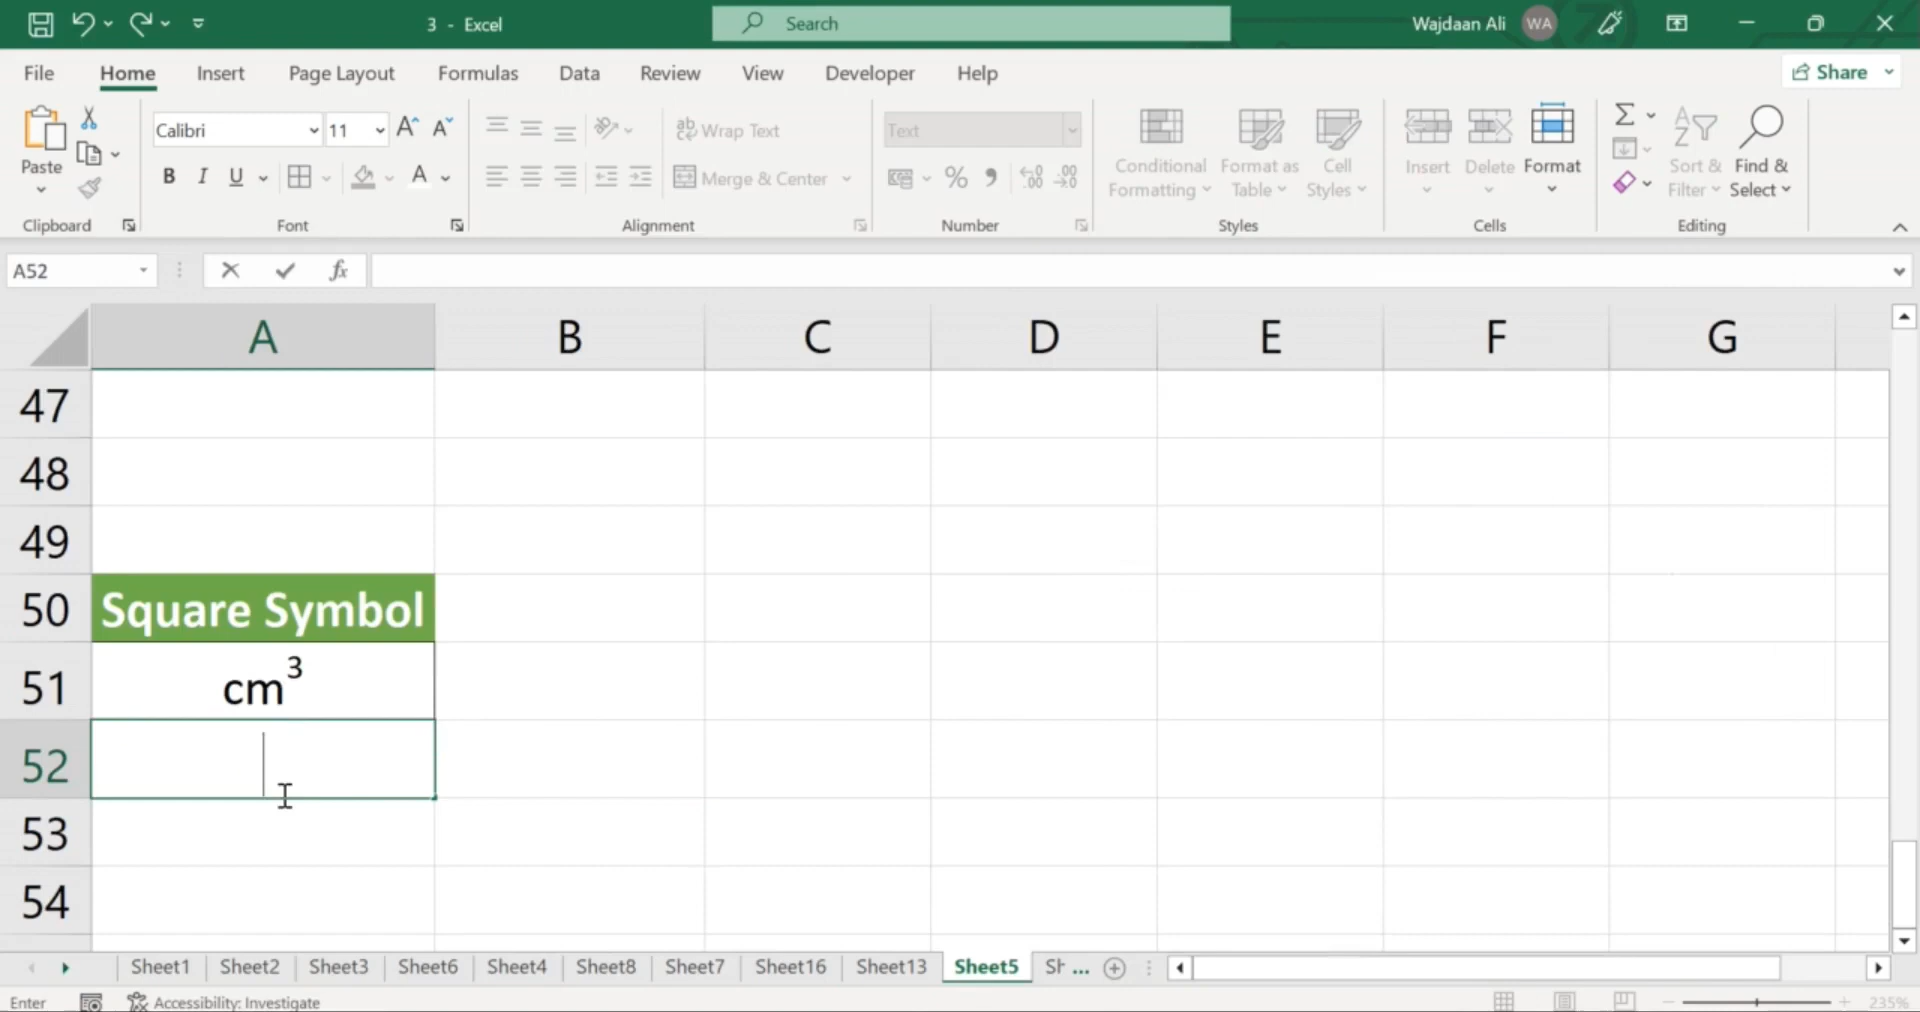 3 - Excel
Search
Wajdaan Ali
WA
File Home Insert Page Layout Formulas Data Review View Developer Help
Share
Paste
Clipboard
Calibri
11
B I U
A
Font
Wrap Text
Merge & Center
Alignment
Text
%
Number
Conditional
Formatting
Format as
Table
Cell
Styles
Styles
Insert
Delete
Format
Cells
Sort &
Filter
Find &
Select
Editing
A52
fx
A B C D E F G
47
48
49
50 Square Symbol
51 cm³
52
53
54
Sheet1 Sheet2 Sheet3 Sheet6 Sheet4 Sheet8 Sheet7 Sheet16 Sheet13 Sheet5 Sh ...
Enter
Accessibility: Investigate
235%